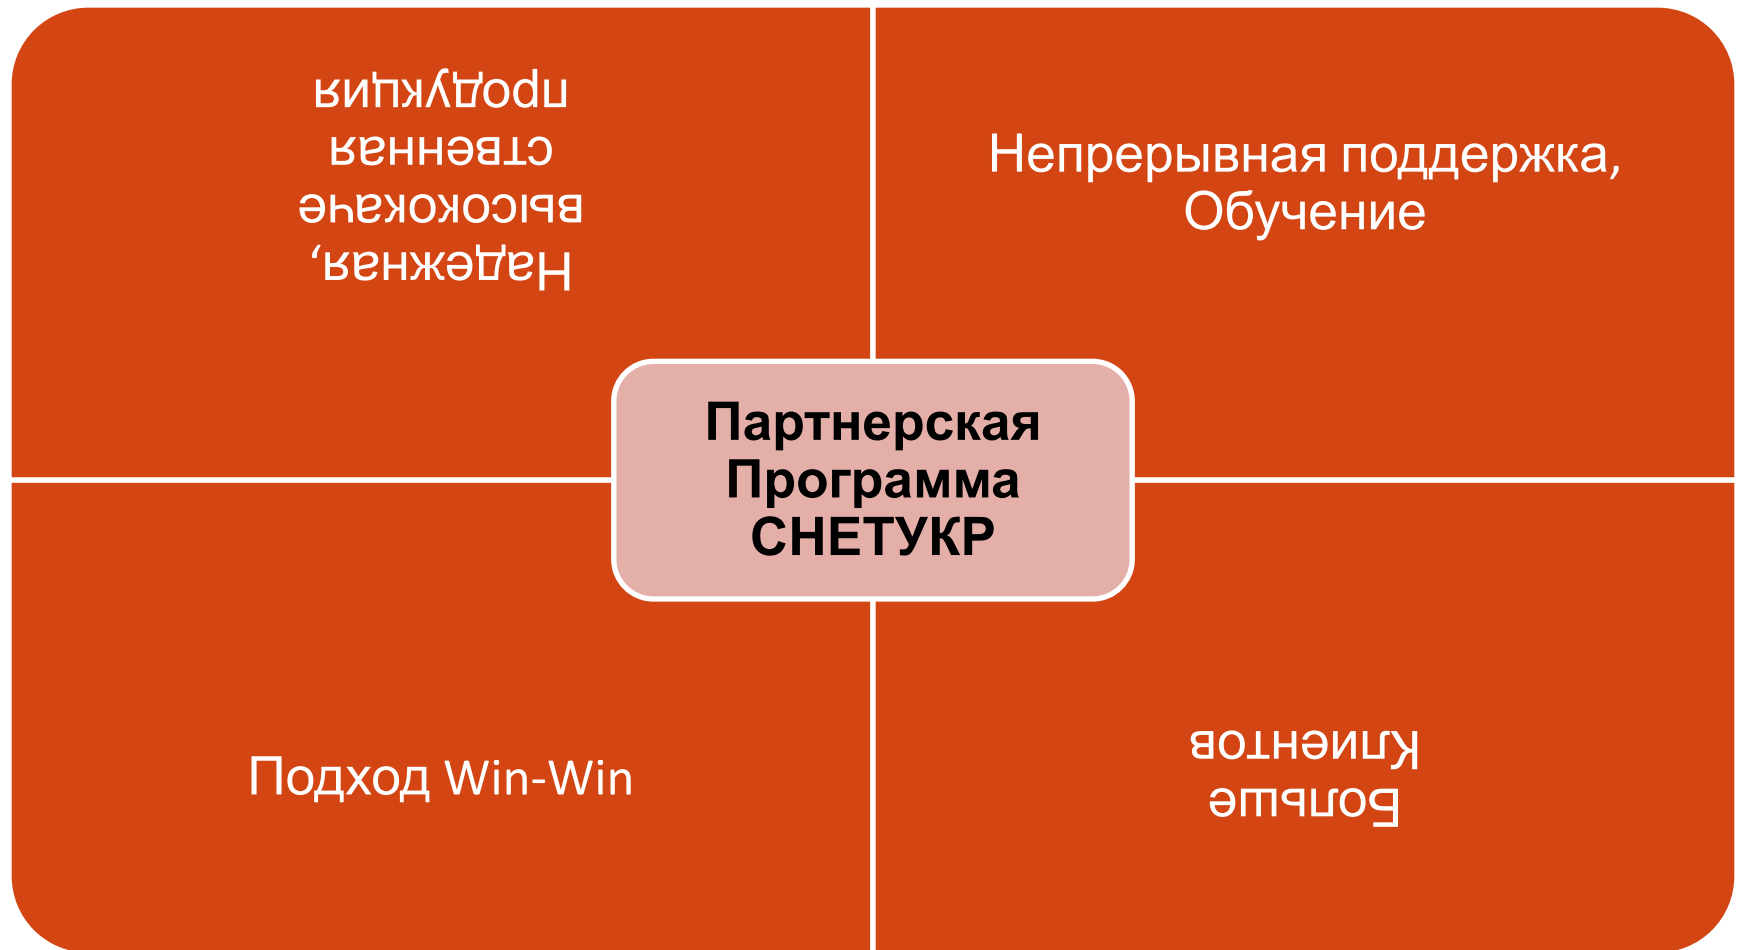 Надежная,
высококаче
ственная
продукция
Непрерывная поддержка,
Обучение
Партнерская
Программа
СНЕТУКР
Подход Win-Win
Больше
Клиентов